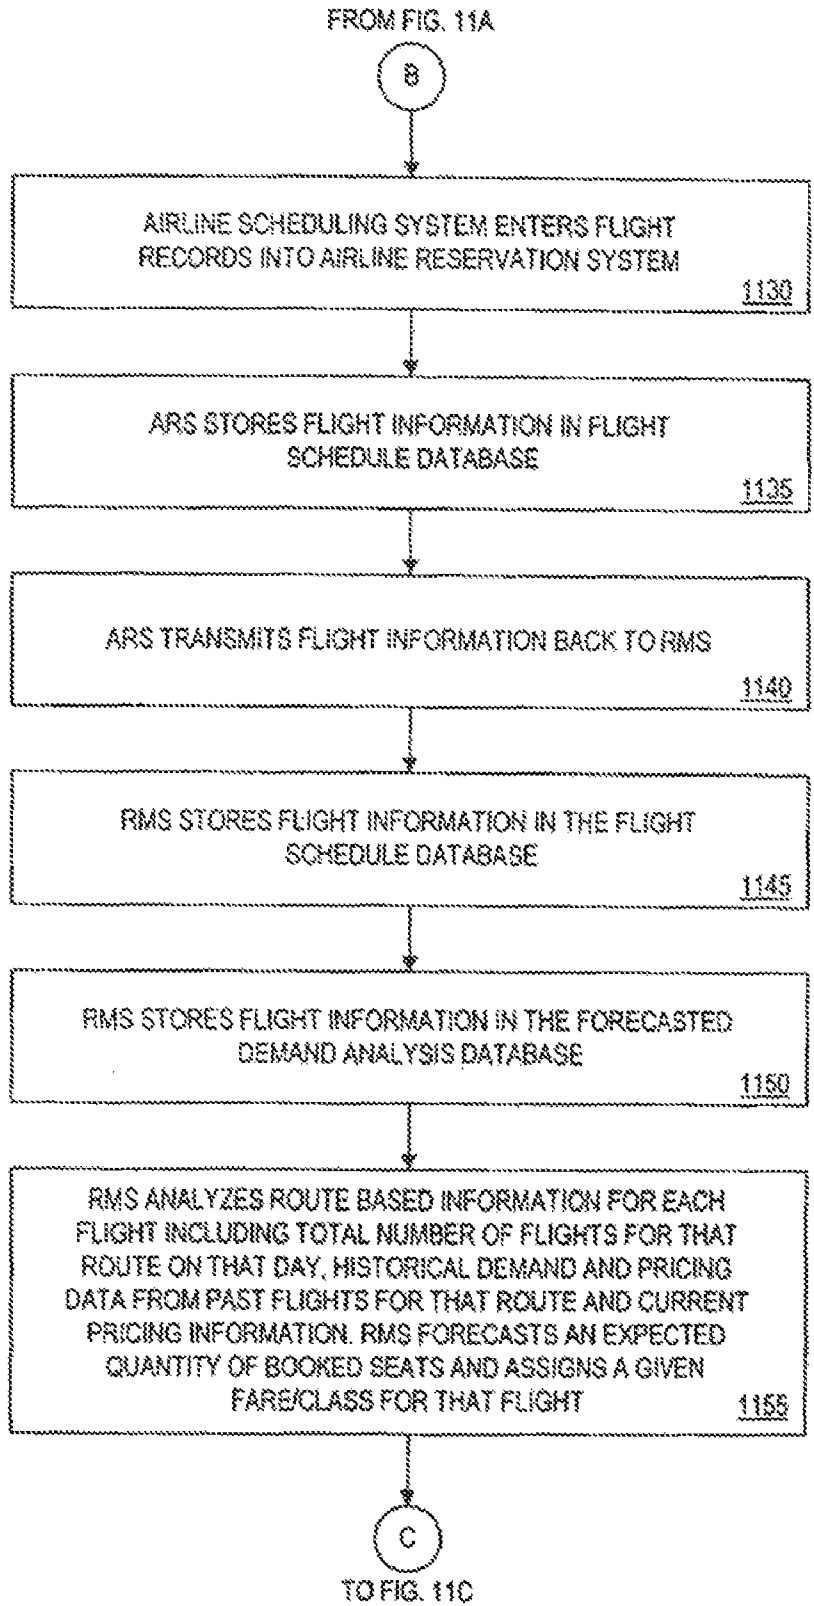 FROM FIG. 11A
B
AIRLINE SCHEDULING SYSTEM ENTERS FLIGHT
RECORDS INTO AIRLINE RESERVATION SYSTEM
1130
ARS STORES FLIGHT INFORMATION IN FLIGHT
SCHEDULE DATABASE
1135
ARS TRANSMITS FLIGHT INFORMATION BACK TO RMS
1140
RMS STORES FLIGHT INFORMATION IN THE FLIGHT
SCHEDULE DATABASE
1145
RMS STORES FLIGHT INFORMATION IN THE FORECASTED
DEMAND ANALYSIS DATABASE
1150
RMS ANALYZES ROUTE BASED INFORMATION FOR EACH
FLIGHT INCLUDING TOTAL NUMBER OF FLIGHTS FOR THAT
ROUTE ON THAT DAY, HISTORICAL DEMAND AND PRICING
DATA FROM PAST FLIGHTS FOR THAT ROUTE AND CURRENT
PRICING INFORMATION. RMS FORECASTS AN EXPECTED
QUANTITY OF BOOKED SEATS AND ASSIGNS A GIVEN
FARE/CLASS FOR THAT FLIGHT
1155
C
TO FIG. 11C